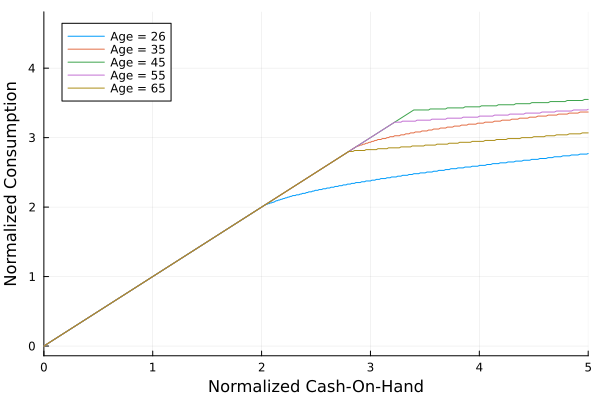 Age = 26
Age = 35
Age = 45
Age = 55
Age = 65
Normalized Consumption
4
3
2
1
0
0 1 2 3 4 5
Normalized Cash-On-Hand